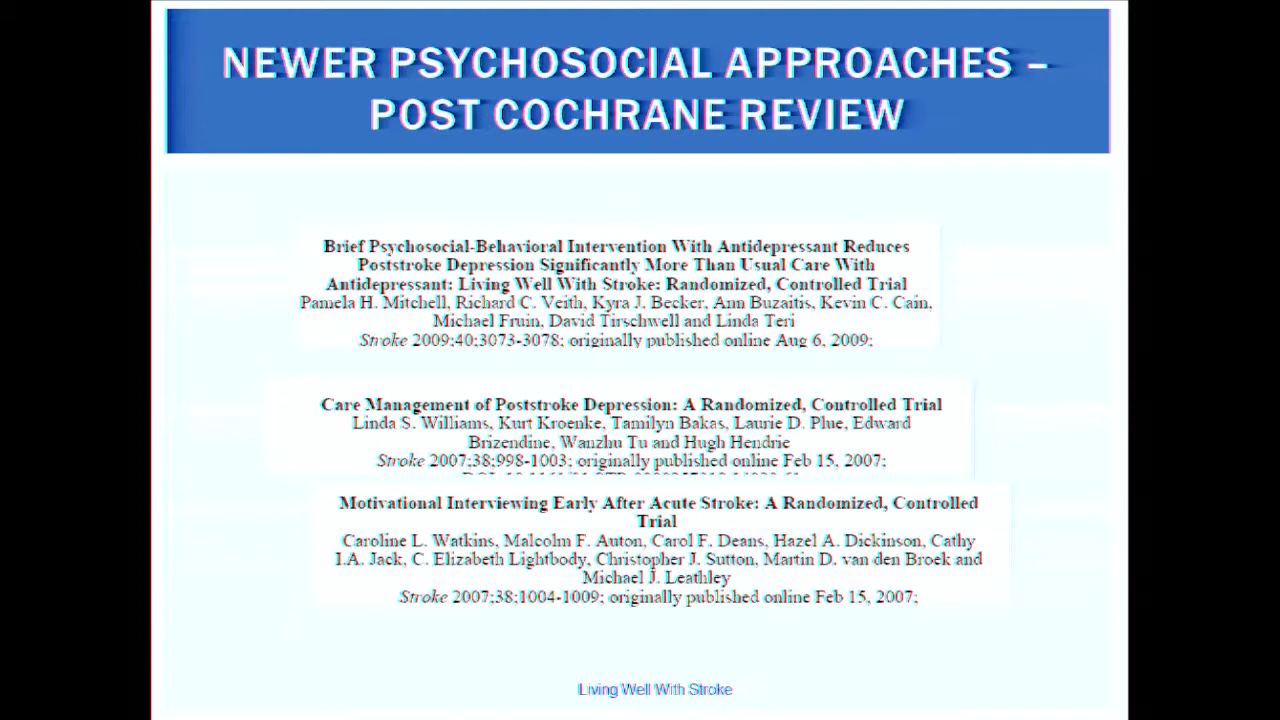 NEWER PSYCHOSOCIAL APPROACHES –
POST COCHRANE REVIEW
Brief Psychosocial-Behavioral Intervention With Antidepressant Reduces
Poststroke Depression Significantly More Than Usual Care With
Antidepressant: Living Well With Stroke: Randomized, Controlled Trial
Pamela H. Mitchell, Richard C. Veith, Kyra J. Becker, Ann Buzaitis, Kevin C. Cain,
Michael Fruin, David Tirschwell and Linda Teri
Stroke 2009;40;3073-3078; originally published online Aug 6, 2009;
Care Management of Poststroke Depression: A Randomized, Controlled Trial
Linda S. Williams, Kurt Kroenke, Tamilyn Bakas, Laurie D. Plue, Edward
Brizendine, Wanzhu Tu and Hugh Hendrie
Stroke 2007;38;998-1003; originally published online Feb 15, 2007;
Motivational Interviewing Early After Acute Stroke: A Randomized, Controlled
Trial
Caroline L. Watkins, Malcolm F. Auton, Carol F. Deans, Hazel A. Dickinson, Cathy
I.A. Jack, C. Elizabeth Lightbody, Christopher J. Sutton, Martin D. van den Broek and
Michael J. Leathley
Stroke 2007;38;1004-1009; originally published online Feb 15, 2007;
Living Well With Stroke